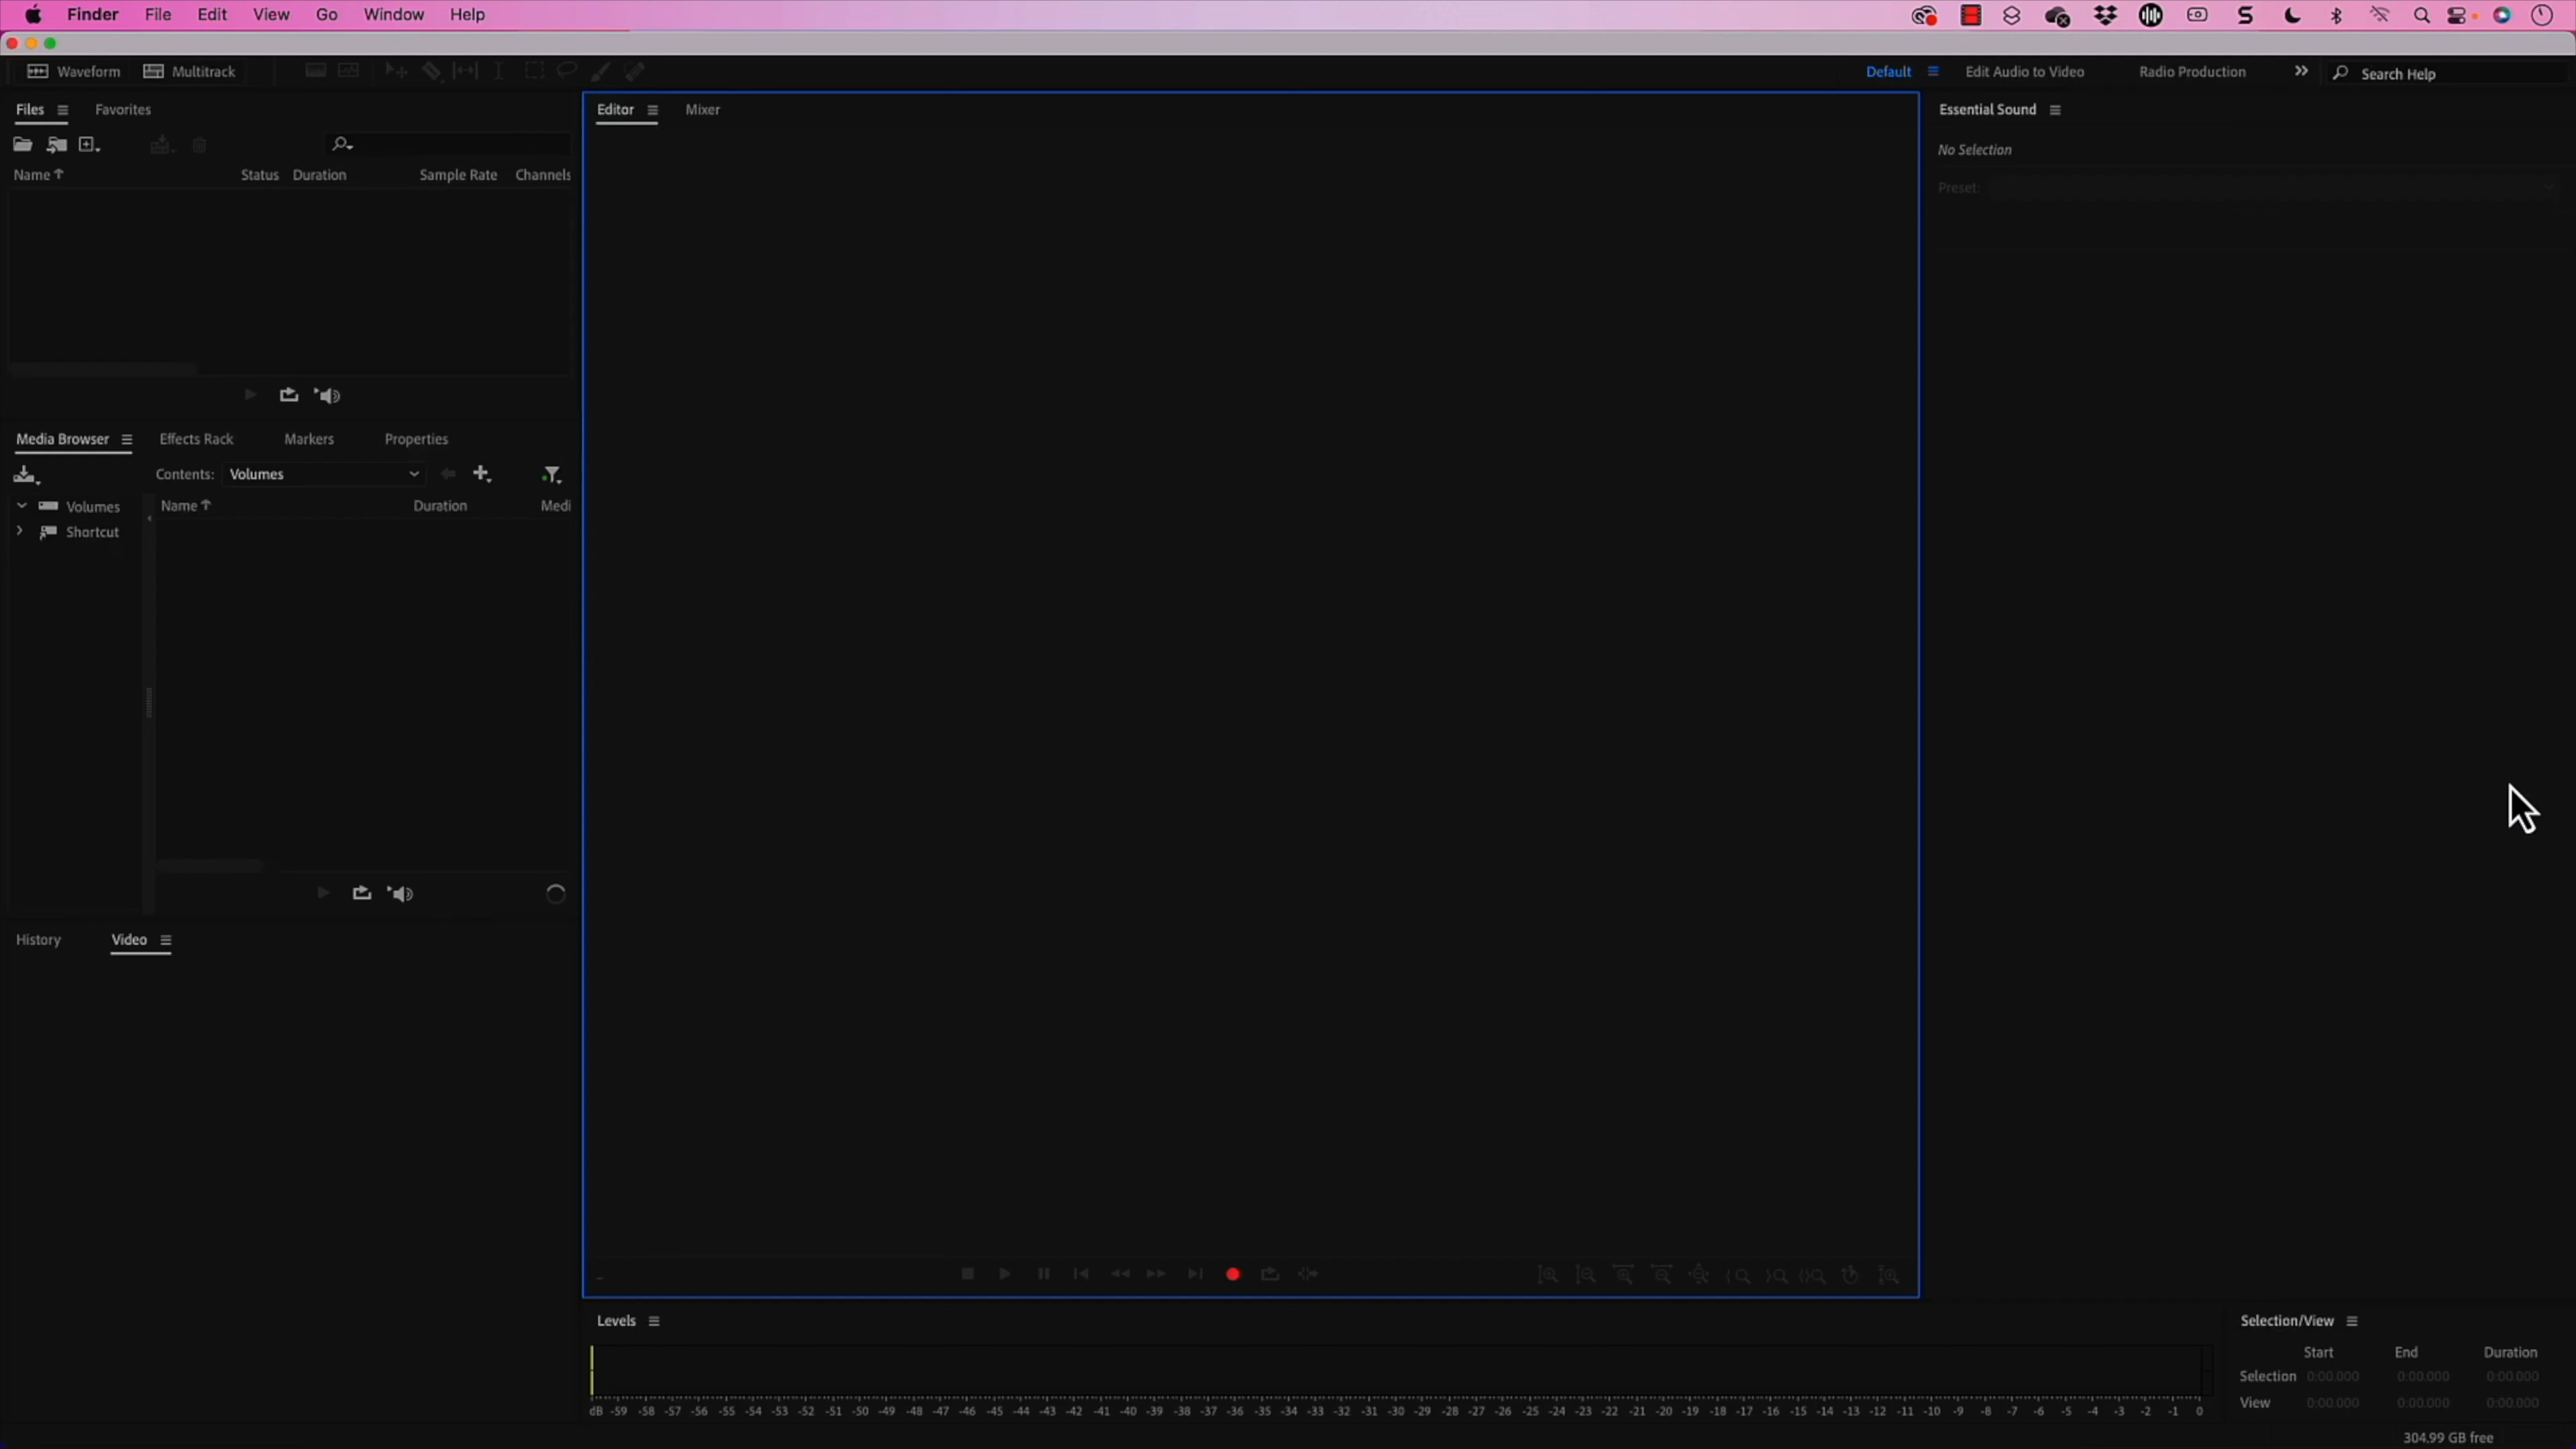 Finder File Edit View Go Window Help
Waveform Multitrack Default Edit Audio to Video Radio Production Search Help
Files Favorites
Name Status Duration Sample Rate Channels
Media Browser Effects Rack Markers Properties
Contents: Volumes
Volumes
Shortcut
Name Duration Medi
History Video
Editor Mixer
Levels
dB -59 -58 -57 -56 -55 -54 -53 -52 -51 -50 -49 -48 -47 -46 -45 -44 -43 -42 -41 -40 -39 -38 -37 -36 -35 -34 -33 -32 -31 -30 -29 -28 -27 -26 -25 -24 -23 -22 -21 -20 -19 -18 -17 -16 -15 -14 -13 -12 -11 -10 -9 -8 -7 -6 -5 -4 -3 -2 -1 0
Essential Sound
No Selection
Preset:
Selection/View
Start End Duration
Selection 0:00.000 0:00.000 0:00.000
View 0:00.000 0:00.000 0:00.000
304.99 GB free